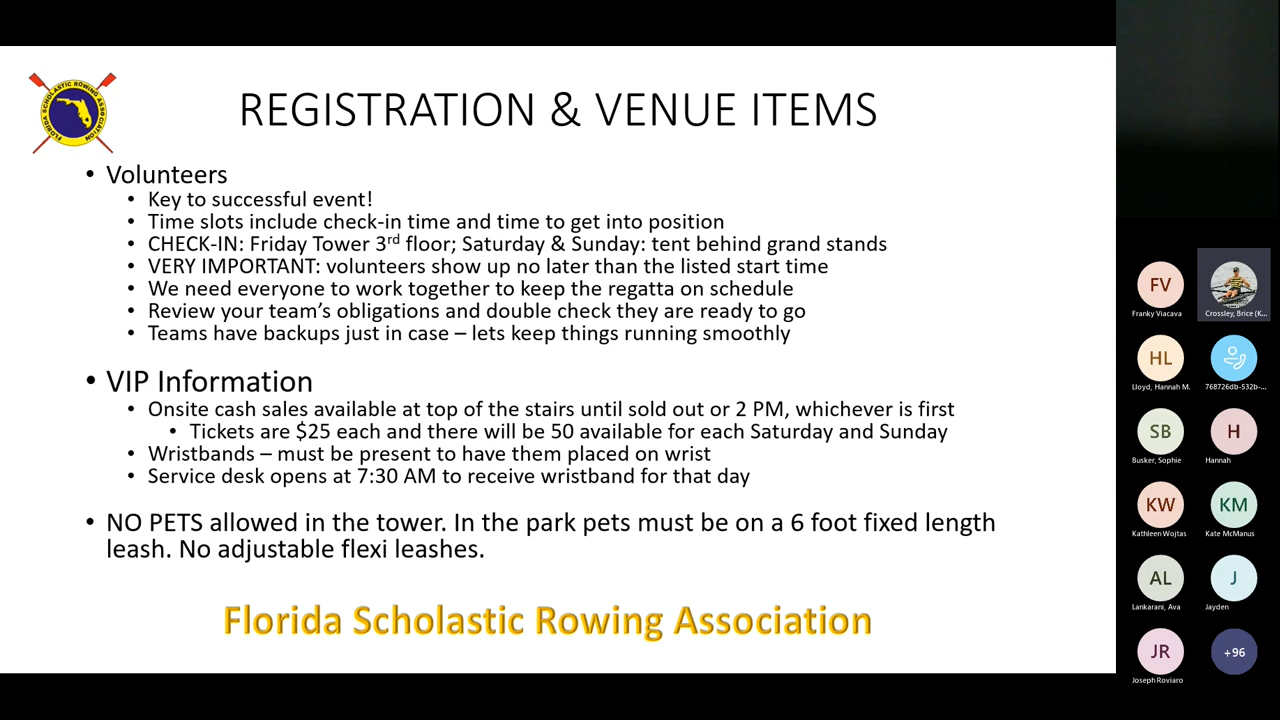 FLORIDA SCHOLASTIC ROWING ASSOCIATION
REGISTRATION & VENUE ITEMS
• Volunteers
• Key to successful event!
• Time slots include check-in time and time to get into position
• CHECK-IN: Friday Tower 3rd floor; Saturday & Sunday: tent behind grand stands
• VERY IMPORTANT: volunteers show up no later than the listed start time
• We need everyone to work together to keep the regatta on schedule
• Review your team’s obligations and double check they are ready to go
• Teams have backups just in case – lets keep things running smoothly
• VIP Information
• Onsite cash sales available at top of the stairs until sold out or 2 PM, whichever is first
• Tickets are $25 each and there will be 50 available for each Saturday and Sunday
• Wristbands – must be present to have them placed on wrist
• Service desk opens at 7:30 AM to receive wristband for that day
• NO PETS allowed in the tower. In the park pets must be on a 6 foot fixed length
leash. No adjustable flexi leashes.
Florida Scholastic Rowing Association
FV
Franky Viacava
Crossley, Brice (K...
HL
Lloyd, Hannah M.
768726db-532b-...
SB
Busker, Sophie
H
Hannah
KW
Kathleen Wojtas
KM
Kate McManus
AL
Lankarani, Ava
J
Jayden
JR
Joseph Roviaro
+96